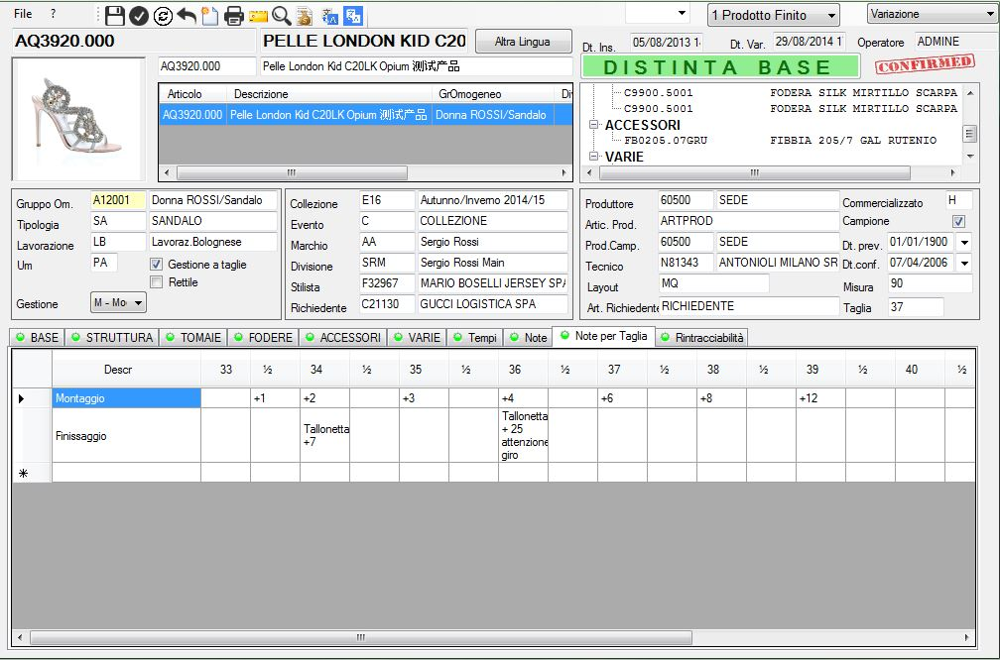 File ?
1 Prodotto Finito
Variazione
AQ3920.000
PELLE LONDON KID C20
Altra Lingua
Dt. Ins.
05/08/2013 1
Dt. Var.
29/08/2014 1
Operatore
ADMINE
AQ3920.000
Pelle London Kid C20LK Opium 测试产品
DISTINTA BASE
CONFIRMED
Articolo Descrizione GrOmogeneo
AQ3920.000 Pelle London Kid C20LK Opium 测试产品 Donna ROSSI/Sandalo
C9900.5001 FODERA SILK MIRTILLO SCARPA
C9900.5001 FODERA SILK MIRTILLO SCARPA
ACCESSORI
FB0205.07GRU FIBBIA 205/7 GAL RUTENIO
VARIE
Gruppo Om. A12001 Donna ROSSI/Sandalo
Tipologia SA SANDALO
Lavorazione LB Lavoraz.Bolognese
Um PA Gestione a taglie
Rettile
Gestione M - Mo
Collezione E16 Autunno/Inverno 2014/15
Evento C COLLEZIONE
Marchio AA Sergio Rossi
Divisione SRM Sergio Rossi Main
Stilista F32967 MARIO BOSELLI JERSEY SPA
Richiedente C21130 GUCCI LOGISTICA SPA
Produttore 60500 SEDE Commercializzato H
Artic. Prod. ARTPROD Campione
Prod.Camp. 60500 SEDE Dt. prev. 01/01/1900
Tecnico N81343 ANTONIOLI MILANO SR Dt.conf. 07/04/2006
Layout MQ Misura 90
Art. Richiedente RICHIEDENTE Taglia 37
BASE STRUTTURA TOMAIE FODERE ACCESSORI VARIE Tempi Note Note per Taglia Rintracciabilità
Descr 33 ½ 34 ½ 35 ½ 36 ½ 37 ½ 38 ½ 39 ½ 40 ½
Montaggio +1 +2 +3 +4 +6 +8 +12
Finissaggio
Tallonetta
+7
Tallonetta
+ 25
attenzione
giro